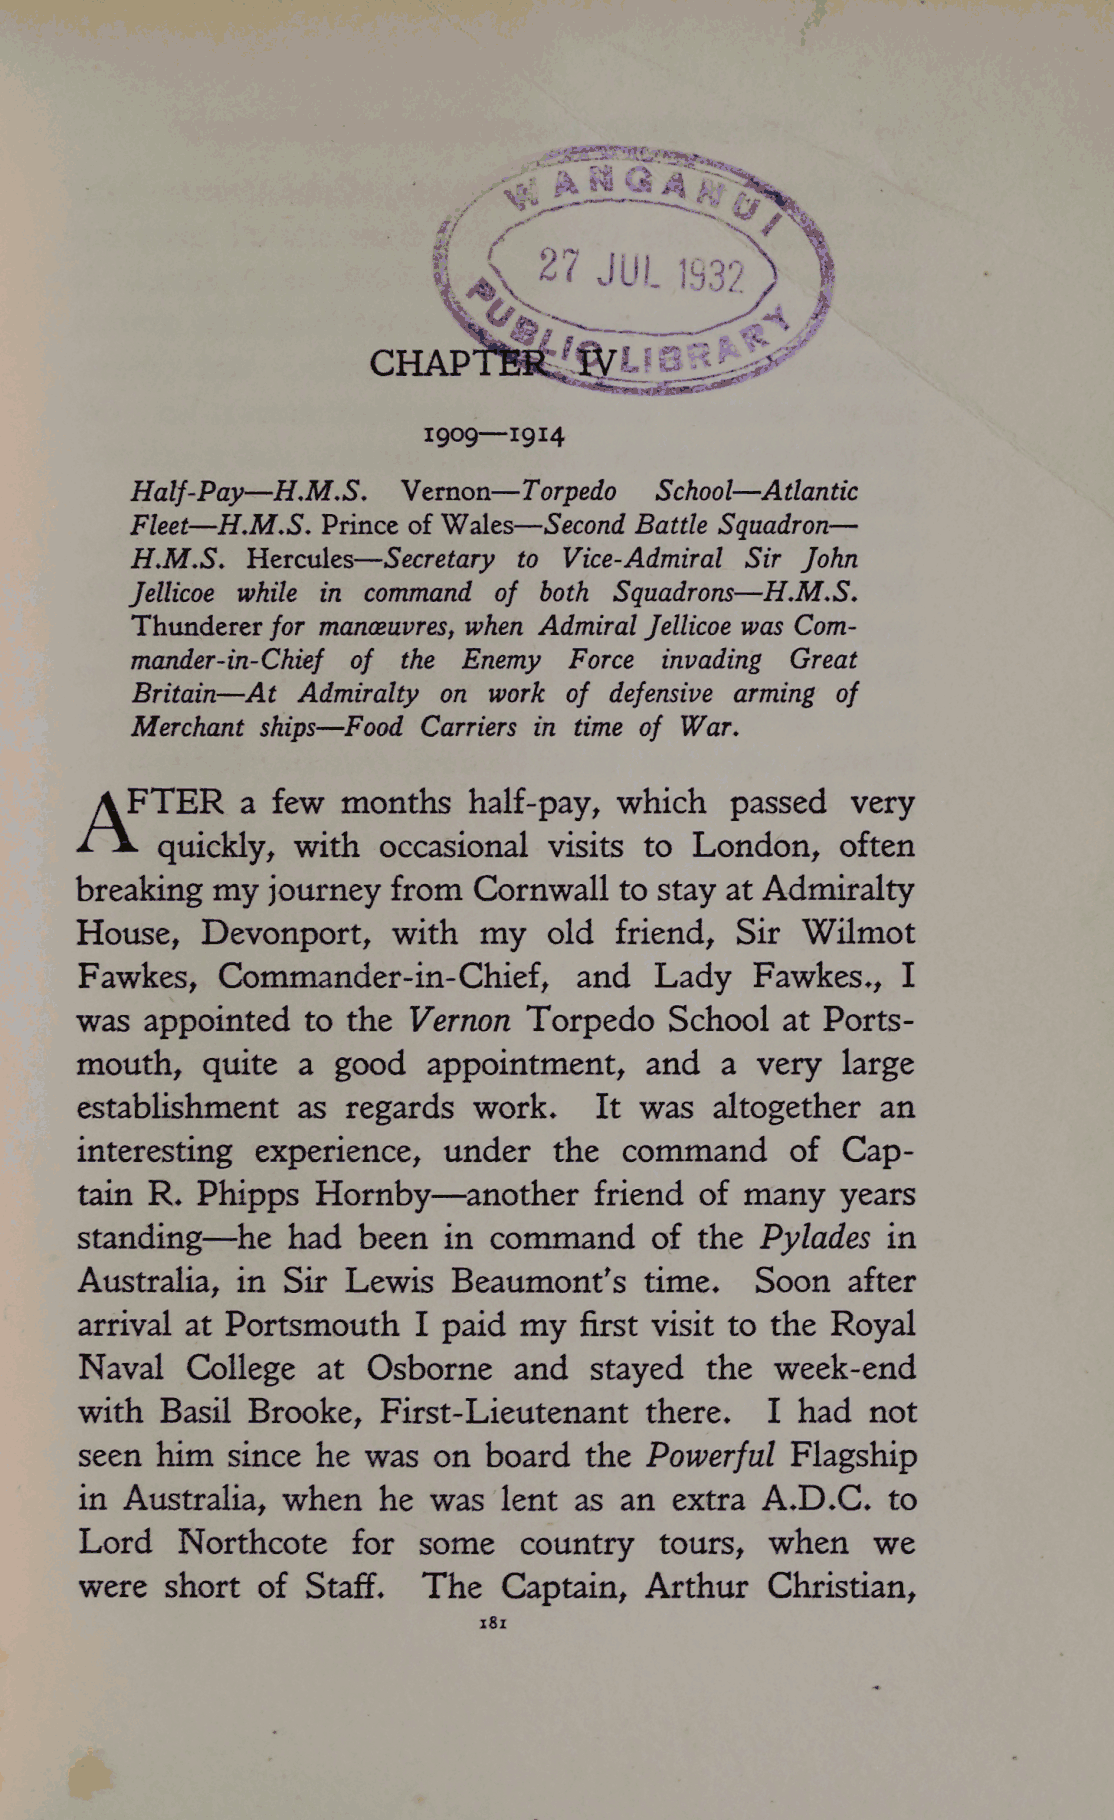 WANGANUI
27 JUL 1932
PUBLIC LIBRARY
CHAPTER IV
1909—1914
Half-Pay—H.M.S. Vernon—Torpedo School—Atlantic
Fleet—H.M.S. Prince of Wales—Second Battle Squadron—
H.M.S. Hercules—Secretary to Vice-Admiral Sir John
Jellicoe while in command of both Squadrons—H.M.S.
Thunderer for manœuvres, when Admiral Jellicoe was Com-
mander-in-Chief of the Enemy Force invading Great
Britain—At Admiralty on work of defensive arming of
Merchant ships—Food Carriers in time of War.
AFTER a few months half-pay, which passed very
quickly, with occasional visits to London, often
breaking my journey from Cornwall to stay at Admiralty
House, Devonport, with my old friend, Sir Wilmot
Fawkes, Commander-in-Chief, and Lady Fawkes., I
was appointed to the Vernon Torpedo School at Ports-
mouth, quite a good appointment, and a very large
establishment as regards work. It was altogether an
interesting experience, under the command of Cap-
tain R. Phipps Hornby—another friend of many years
standing—he had been in command of the Pylades in
Australia, in Sir Lewis Beaumont's time. Soon after
arrival at Portsmouth I paid my first visit to the Royal
Naval College at Osborne and stayed the week-end
with Basil Brooke, First-Lieutenant there. I had not
seen him since he was on board the Powerful Flagship
in Australia, when he was lent as an extra A.D.C. to
Lord Northcote for some country tours, when we
were short of Staff. The Captain, Arthur Christian,
181